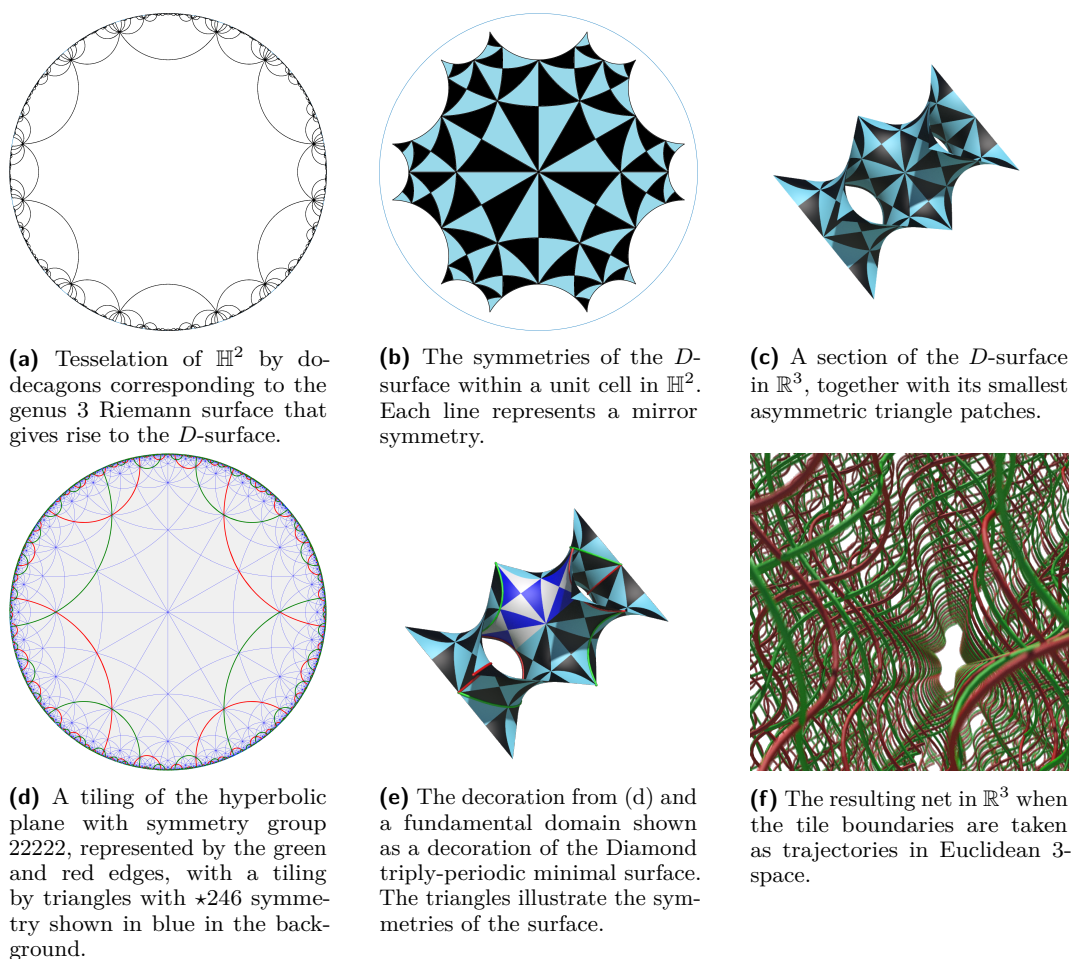 (a) Tesselation of ℍ² by do-
decagons corresponding to the
genus 3 Riemann surface that
gives rise to the D-surface.
(b) The symmetries of the D-
surface within a unit cell in ℍ².
Each line represents a mirror
symmetry.
(c) A section of the D-surface
in ℝ³, together with its smallest
asymmetric triangle patches.
(d) A tiling of the hyperbolic
plane with symmetry group
22222, represented by the green
and red edges, with a tiling
by triangles with ⋆246 symme-
try shown in blue in the back-
ground.
(e) The decoration from (d) and
a fundamental domain shown
as a decoration of the Diamond
triply-periodic minimal surface.
The triangles illustrate the sym-
metries of the surface.
(f) The resulting net in ℝ³ when
the tile boundaries are taken
as trajectories in Euclidean 3-
space.